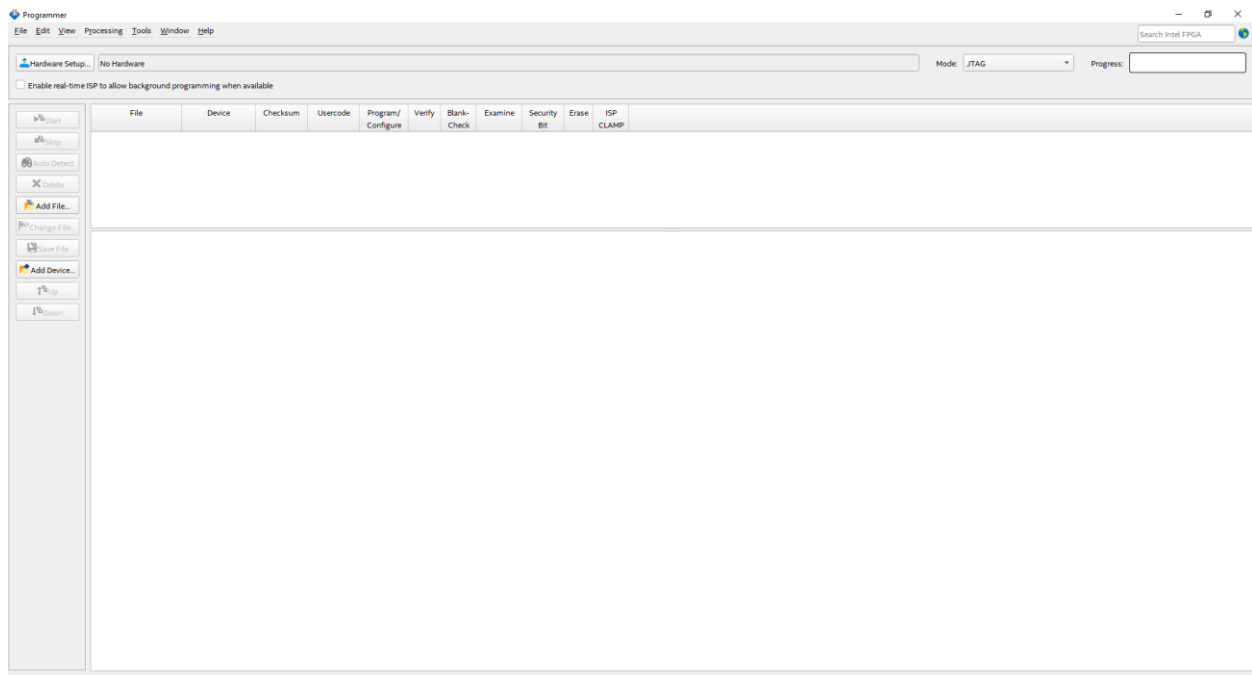 Programmer
File Edit View Processing Tools Window Help
Search Intel FPGA
Hardware Setup... No Hardware Mode: JTAG Progress:
Enable real-time ISP to allow background programming when available
File Device Checksum Usercode Program/ Configure Verify Blank- Check Examine Security Bit Erase ISP CLAMP
Start
Stop
Auto Detect
Delete
Add File...
Change File...
Save File
Add Device...
Up
Down